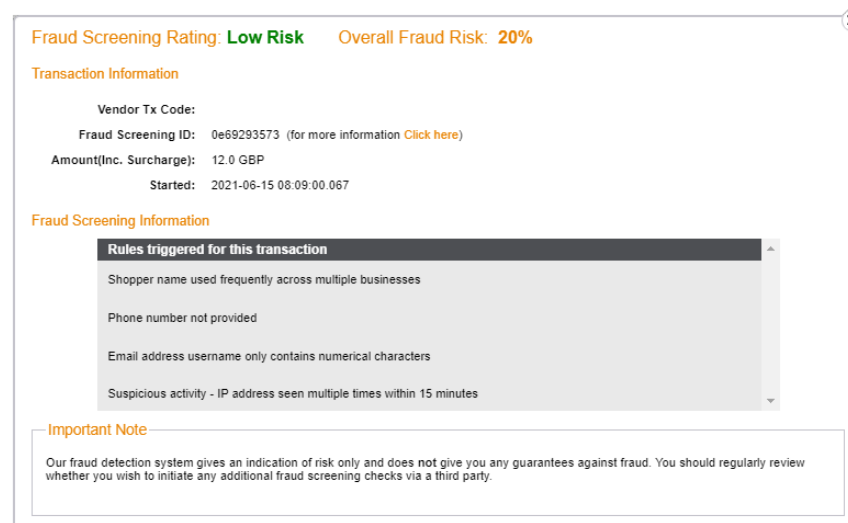 Fraud Screening Rating: Low Risk Overall Fraud Risk: 20%
Transaction Information
Vendor Tx Code:
Fraud Screening ID: 0e69293573 (for more information Click here)
Amount(Inc. Surcharge): 12.0 GBP
Started: 2021-06-15 08:09:00.067
Fraud Screening Information
Rules triggered for this transaction
Shopper name used frequently across multiple businesses
Phone number not provided
Email address username only contains numerical characters
Suspicious activity - IP address seen multiple times within 15 minutes
Important Note
Our fraud detection system gives an indication of risk only and does not give you any guarantees against fraud. You should regularly review
whether you wish to initiate any additional fraud screening checks via a third party.